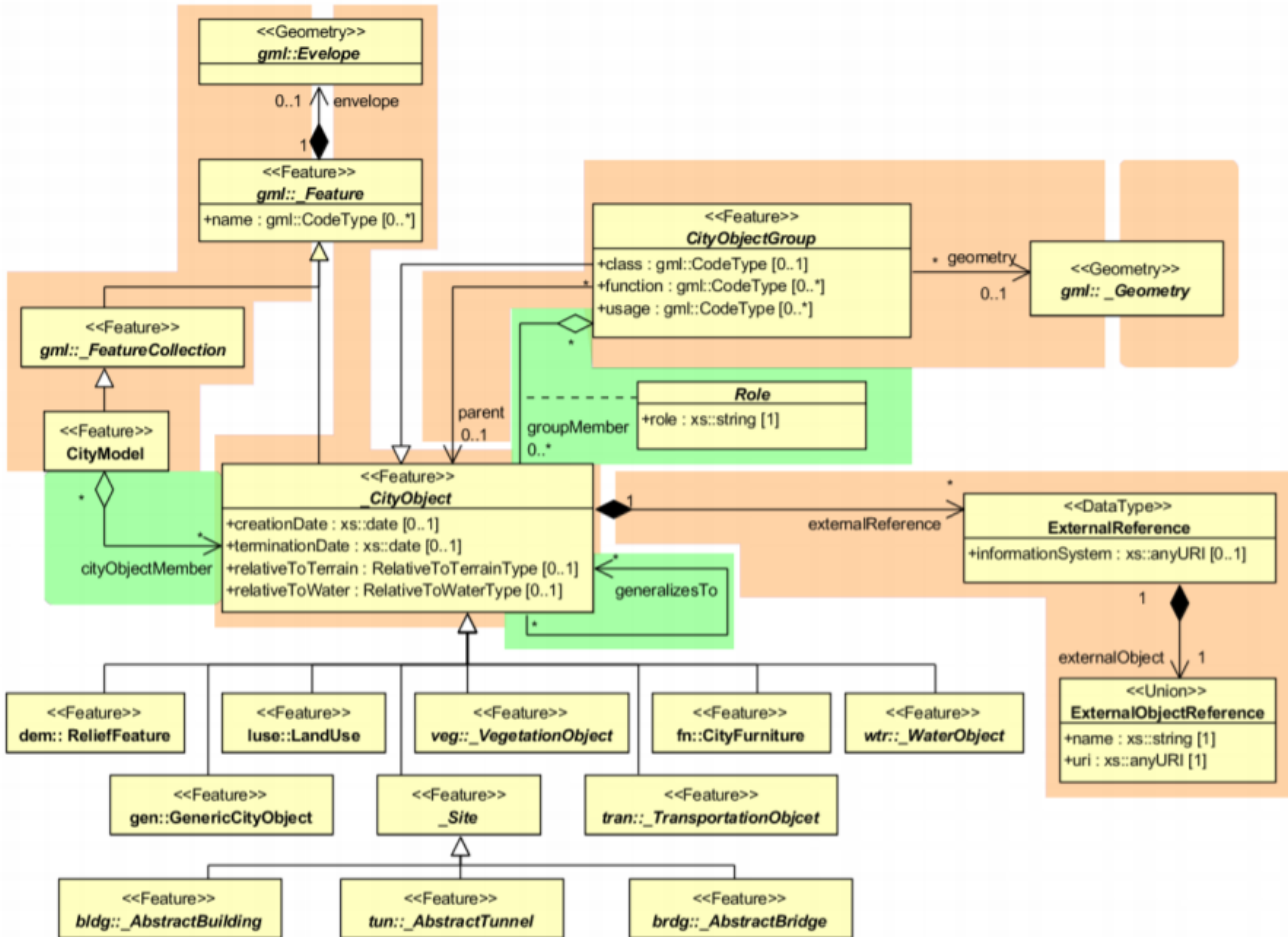 <<Geometry>>
gml::Evelope
0..1
envelope
1
<<Feature>>
gml::_Feature
+name : gml::CodeType [0..*]
<<Feature>>
CityObjectGroup
+class : gml::CodeType [0..1]
+function : gml::CodeType [0..*]
+usage : gml::CodeType [0..*]
*
*
* geometry
0..1
<<Geometry>>
gml:: _Geometry
<<Feature>>
gml::_FeatureCollection
<<Feature>>
CityModel
*
*
cityObjectMember
parent
0..1
groupMember
0..*
Role
+role : xs::string [1]
<<Feature>>
_CityObject
+creationDate : xs::date [0..1]
+terminationDate : xs::date [0..1]
+relativeToTerrain : RelativeToTerrainType [0..1]
+relativeToWater : RelativeToWaterType [0..1]
1
*
externalReference
*
generalizesTo
*
<<DataType>>
ExternalReference
+informationSystem : xs::anyURI [0..1]
1
externalObject
1
<<Union>>
ExternalObjectReference
+name : xs::string [1]
+uri : xs::anyURI [1]
<<Feature>>
dem:: ReliefFeature
<<Feature>>
luse::LandUse
<<Feature>>
veg::_VegetationObject
<<Feature>>
fn::CityFurniture
<<Feature>>
wtr::_WaterObject
<<Feature>>
gen::GenericCityObject
<<Feature>>
_Site
<<Feature>>
tran::_TransportationObjcet
<<Feature>>
bldg::_AbstractBuilding
<<Feature>>
tun::_AbstractTunnel
<<Feature>>
brdg::_AbstractBridge